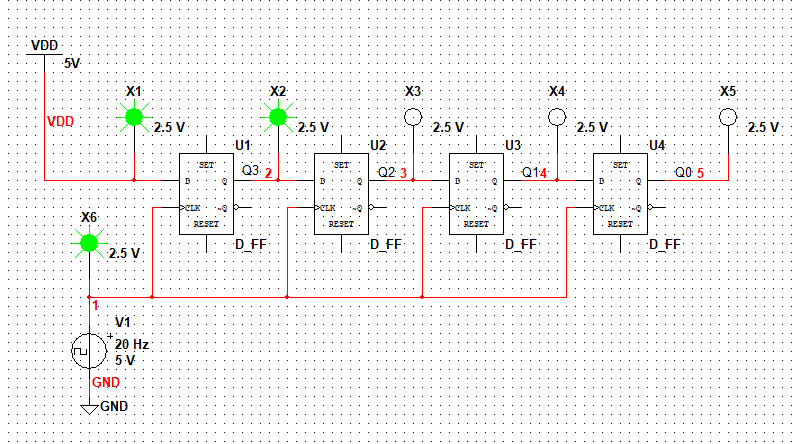 VDD
5V
X1
X2
X3
X4
X5
VDD
2.5 V
2.5 V
2.5 V
2.5 V
2.5 V
U1
U2
U3
U4
SET
SET
SET
SET
D
Q
Q3
2
D
Q
Q2
3
D
Q
Q1
4
D
Q
Q0
5
CLK
~Q
CLK
~Q
CLK
~Q
CLK
~Q
RESET
RESET
RESET
RESET
X6
D_FF
D_FF
D_FF
D_FF
2.5 V
1
V1
20 Hz
5 V
GND
GND